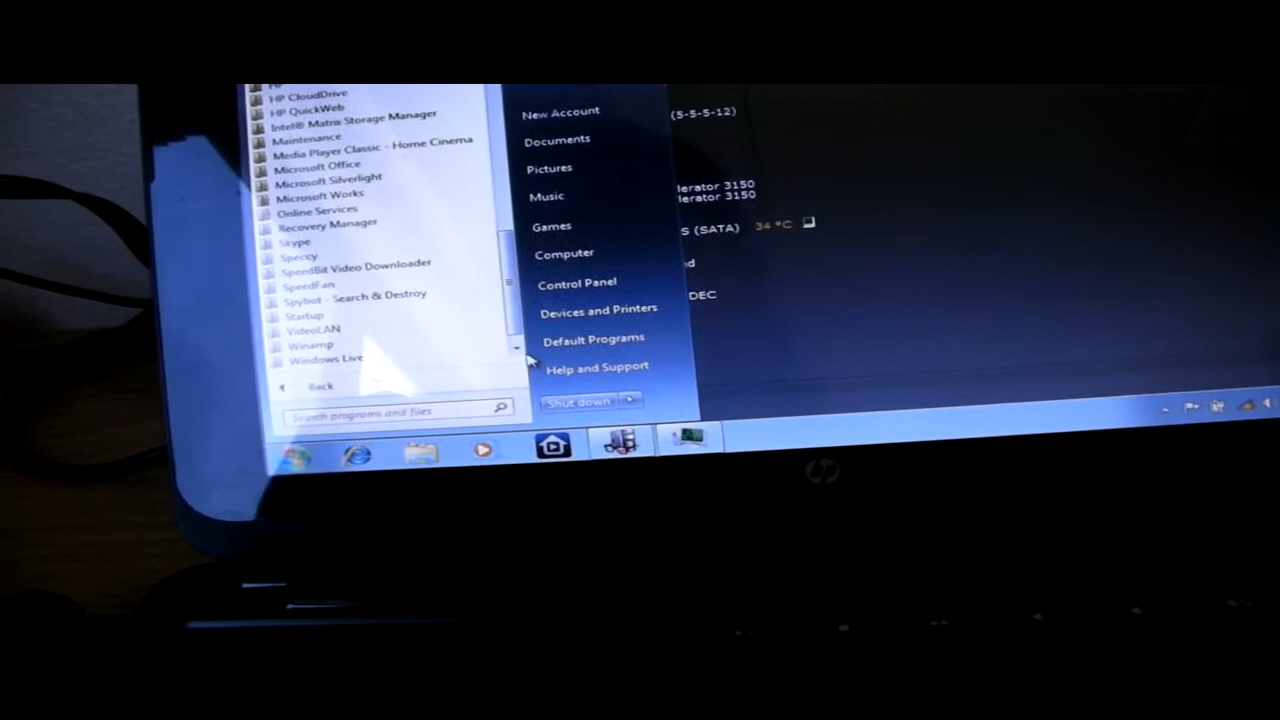 HP CloudDrive
HP QuickWeb
Intel® Matrix Storage Manager
Maintenance
Media Player Classic - Home Cinema
Microsoft Office
Microsoft Silverlight
Microsoft Works
Online Services
Recovery Manager
Skype
Speccy
SpeedBit Video Downloader
SpeedFan
Spybot - Search & Destroy
Startup
VideoLAN
Winamp
Windows Live
Back
Search programs and files
New Account
Documents
Pictures
Music
Games
Computer
Control Panel
Devices and Printers
Default Programs
Help and Support
Shut down
(5-5-5-12)
lerator 3150
lerator 3150
S (SATA) 34 °C
d
DEC
hp